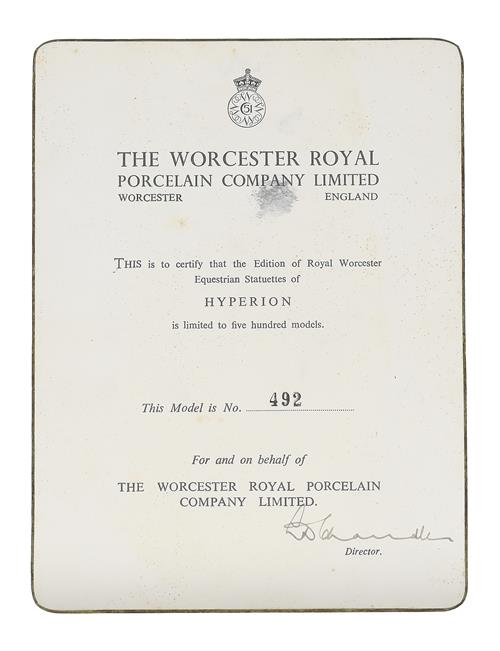 51
THE WORCESTER ROYAL
PORCELAIN COMPANY LIMITED
WORCESTER ENGLAND
THIS is to certify that the Edition of Royal Worcester
Equestrian Statuettes of
HYPERION
is limited to five hundred models.
This Model is No. 492
For and on behalf of
THE WORCESTER ROYAL PORCELAIN
COMPANY LIMITED.
Director.